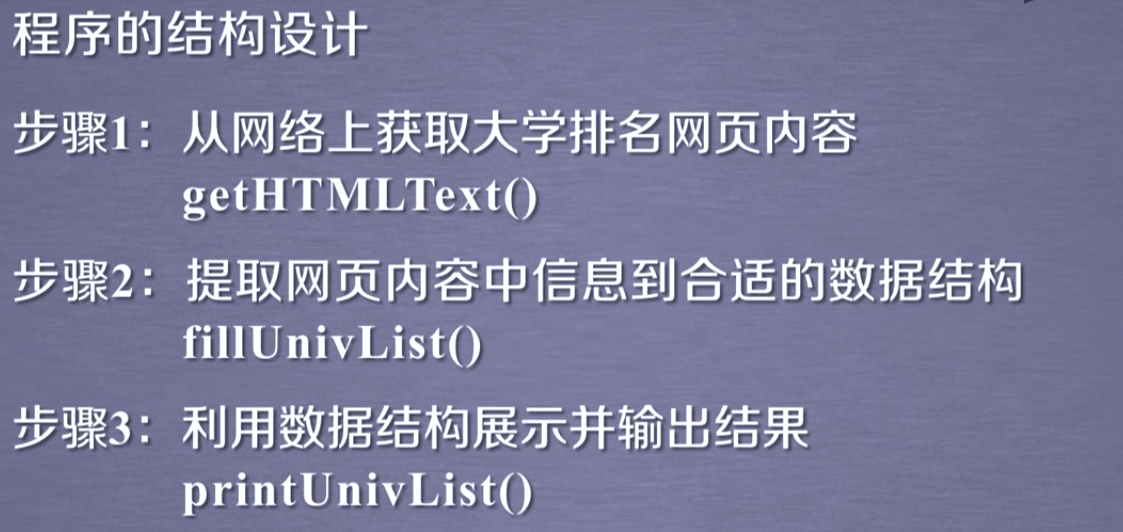 程序的结构设计
步骤1：从网络上获取大学排名网页内容
getHTMLText()
步骤2：提取网页内容中信息到合适的数据结构
fillUnivList()
步骤3：利用数据结构展示并输出结果
printUnivList()